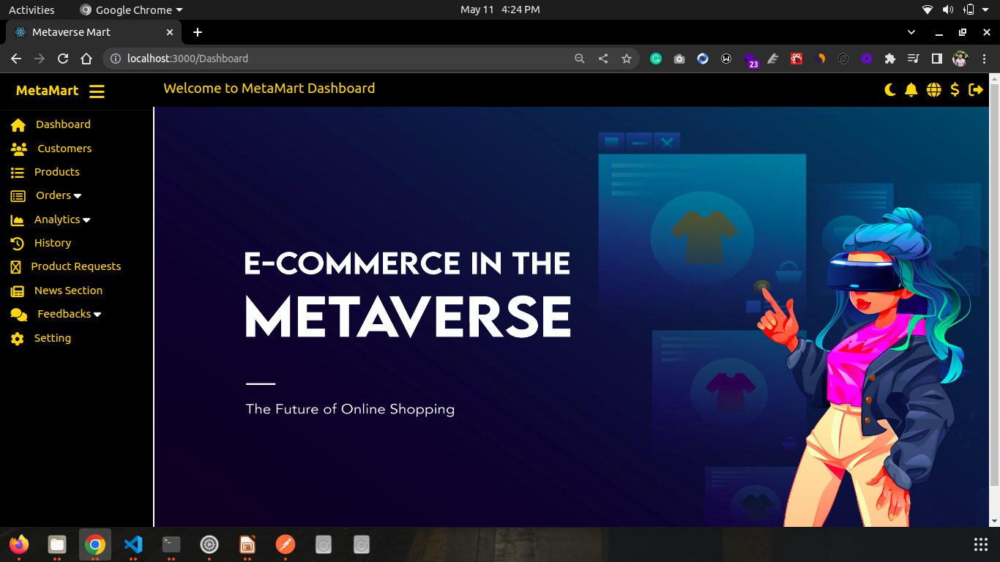 Activities
Google Chrome
May 11 4:24 PM
Metaverse Mart
localhost:3000/Dashboard
23
MetaMart
Welcome to MetaMart Dashboard
$
Dashboard
Customers
Products
Orders
Analytics
History
Product Requests
News Section
Feedbacks
Setting
E-COMMERCE IN THE
METAVERSE
The Future of Online Shopping